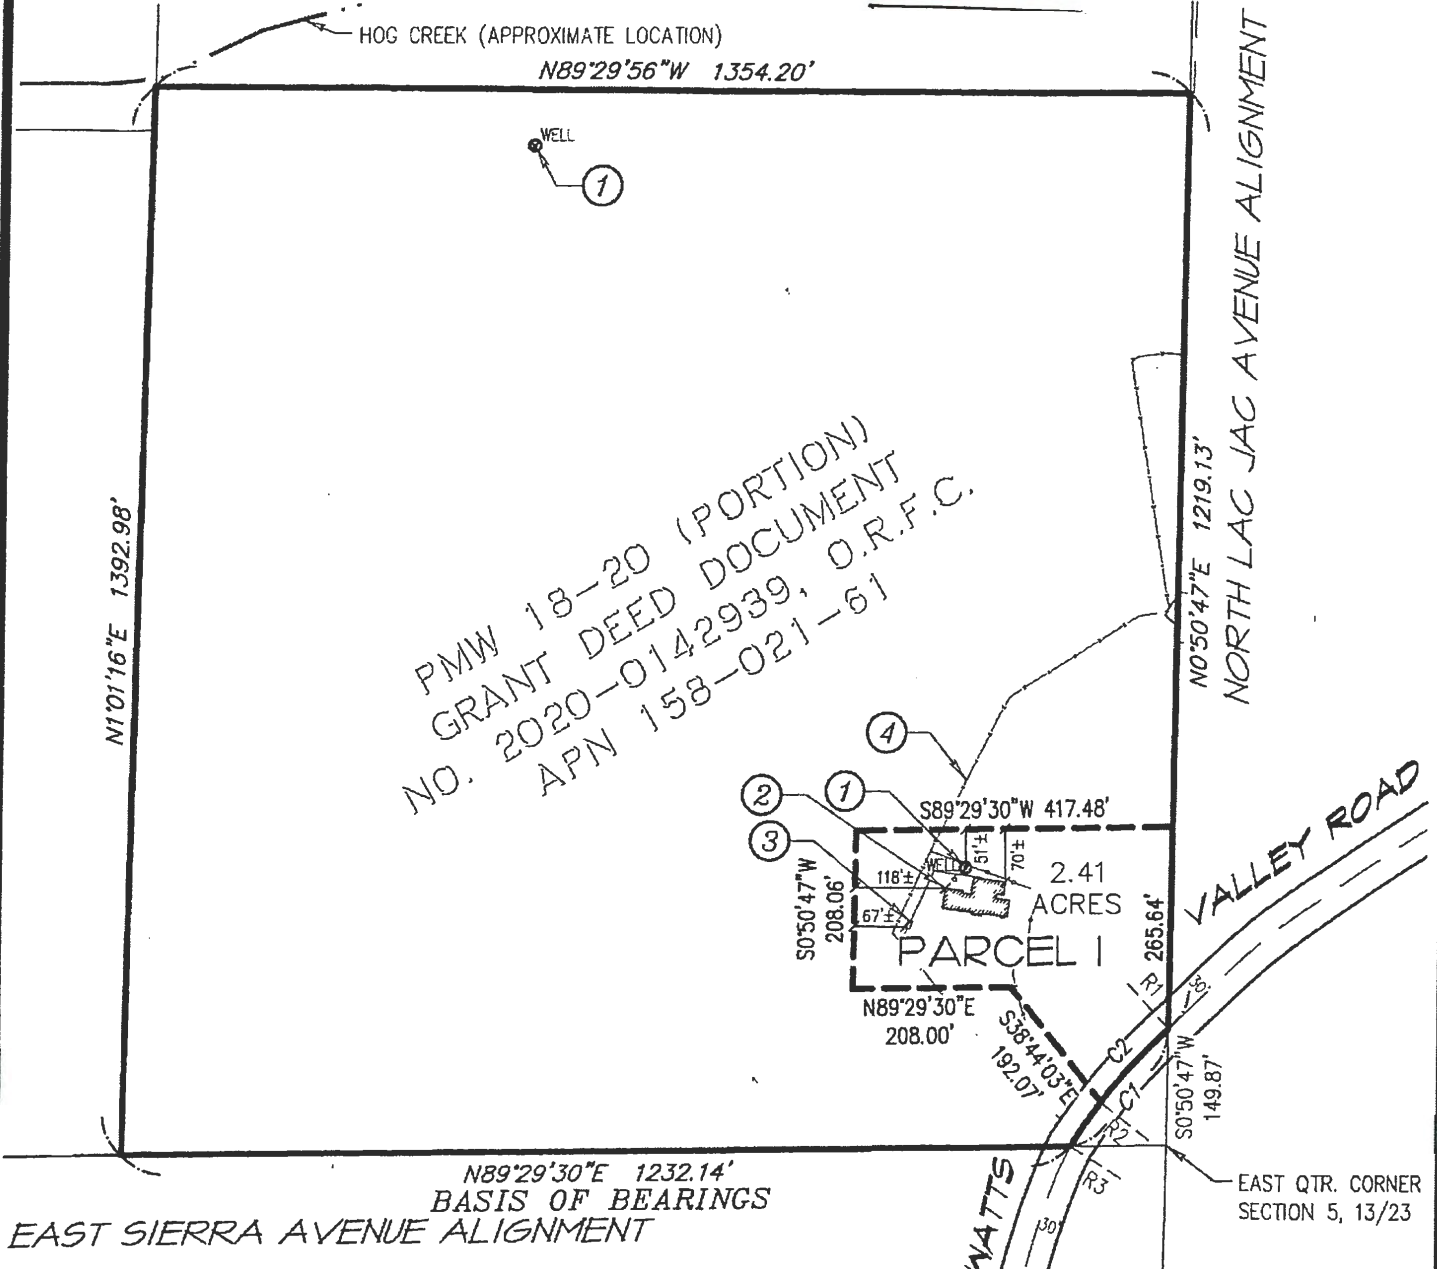 HOG CREEK (APPROXIMATE LOCATION)
N89°29'56"W 1354.20'
WELL
1
NORTH LAC JAC AVENUE ALIGNMENT
N0°50'47"E 1219.13'
N1°01'16"E 1392.98'
PMW 18-20 (PORTION)
GRANT DEED DOCUMENT
NO. 2020-0142939, O.R.F.C.
APN 158-021-61
4
2
1
3
S89°29'30"W 417.48'
WELL
51'±
70'±
118'±
67'±
2.41
ACRES
PARCEL 1
S0°50'47"W
208.06'
265.64'
N89°29'30"E
208.00'
S38°44'03"E
192.07'
VALLEY ROAD
R1
30'
C2
C1
R2
R3
S0°50'47"W
149.87'
EAST QTR. CORNER
SECTION 5, 13/23
WATTS
30'
N89°29'30"E 1232.14'
BASIS OF BEARINGS
EAST SIERRA AVENUE ALIGNMENT